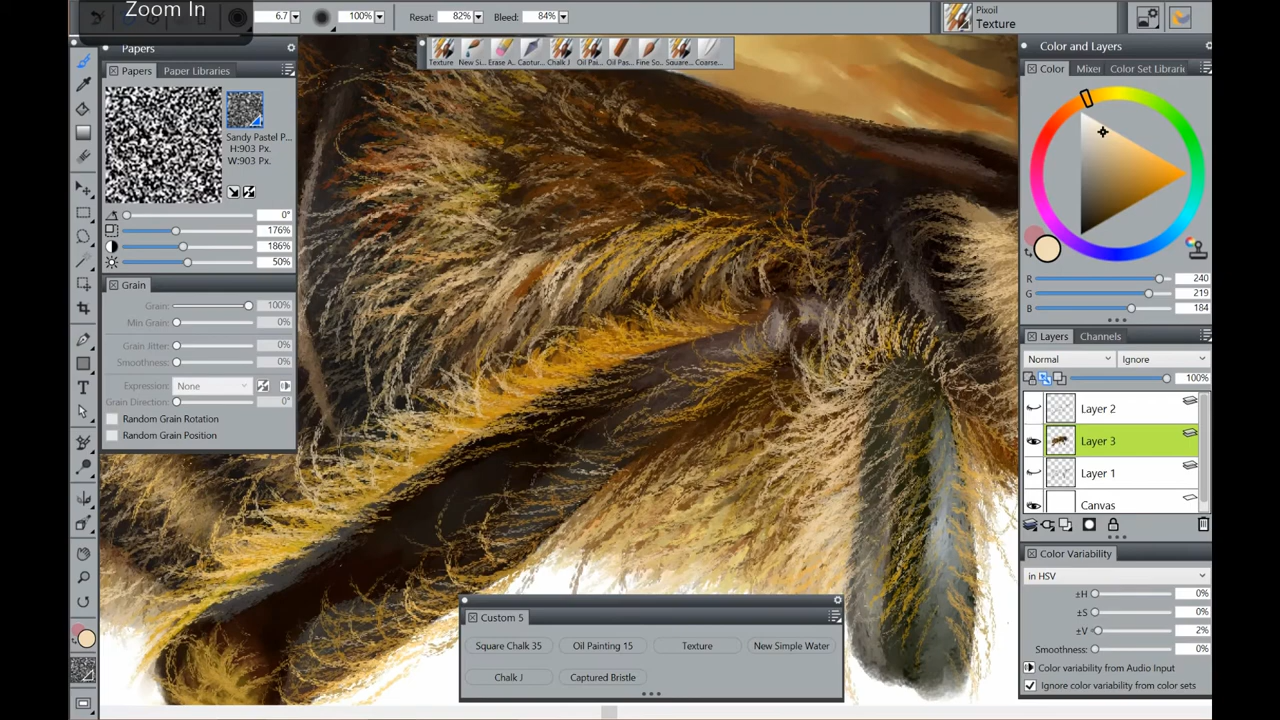 Zoom In
6.7
100%
Resat: 82%
Bleed: 84%
Pixoil
Texture
Papers
Papers
Paper Libraries
Sandy Pastel P...
H:903 Px.
W:903 Px.
0°
176%
186%
50%
Grain
Grain: 100%
Min Grain: 0%
Grain Jitter: 0%
Smoothness: 0%
Expression: None
Grain Direction: 0°
Random Grain Rotation
Random Grain Position
Texture New Si... Erase A... Captur... Chalk J Oil Pai... Oil Pas... Fine So... Square... Coarse...
Custom 5
Square Chalk 35
Oil Painting 15
Texture
New Simple Water
Chalk J
Captured Bristle
Color and Layers
Color
Mixer
Color Set Librari
R 240
G 219
B 184
Layers
Channels
Normal
Ignore
100%
Layer 2
Layer 3
Layer 1
Canvas
Color Variability
in HSV
±H 0%
±S 0%
±V 2%
Smoothness: 0%
Color variability from Audio Input
Ignore color variability from color sets